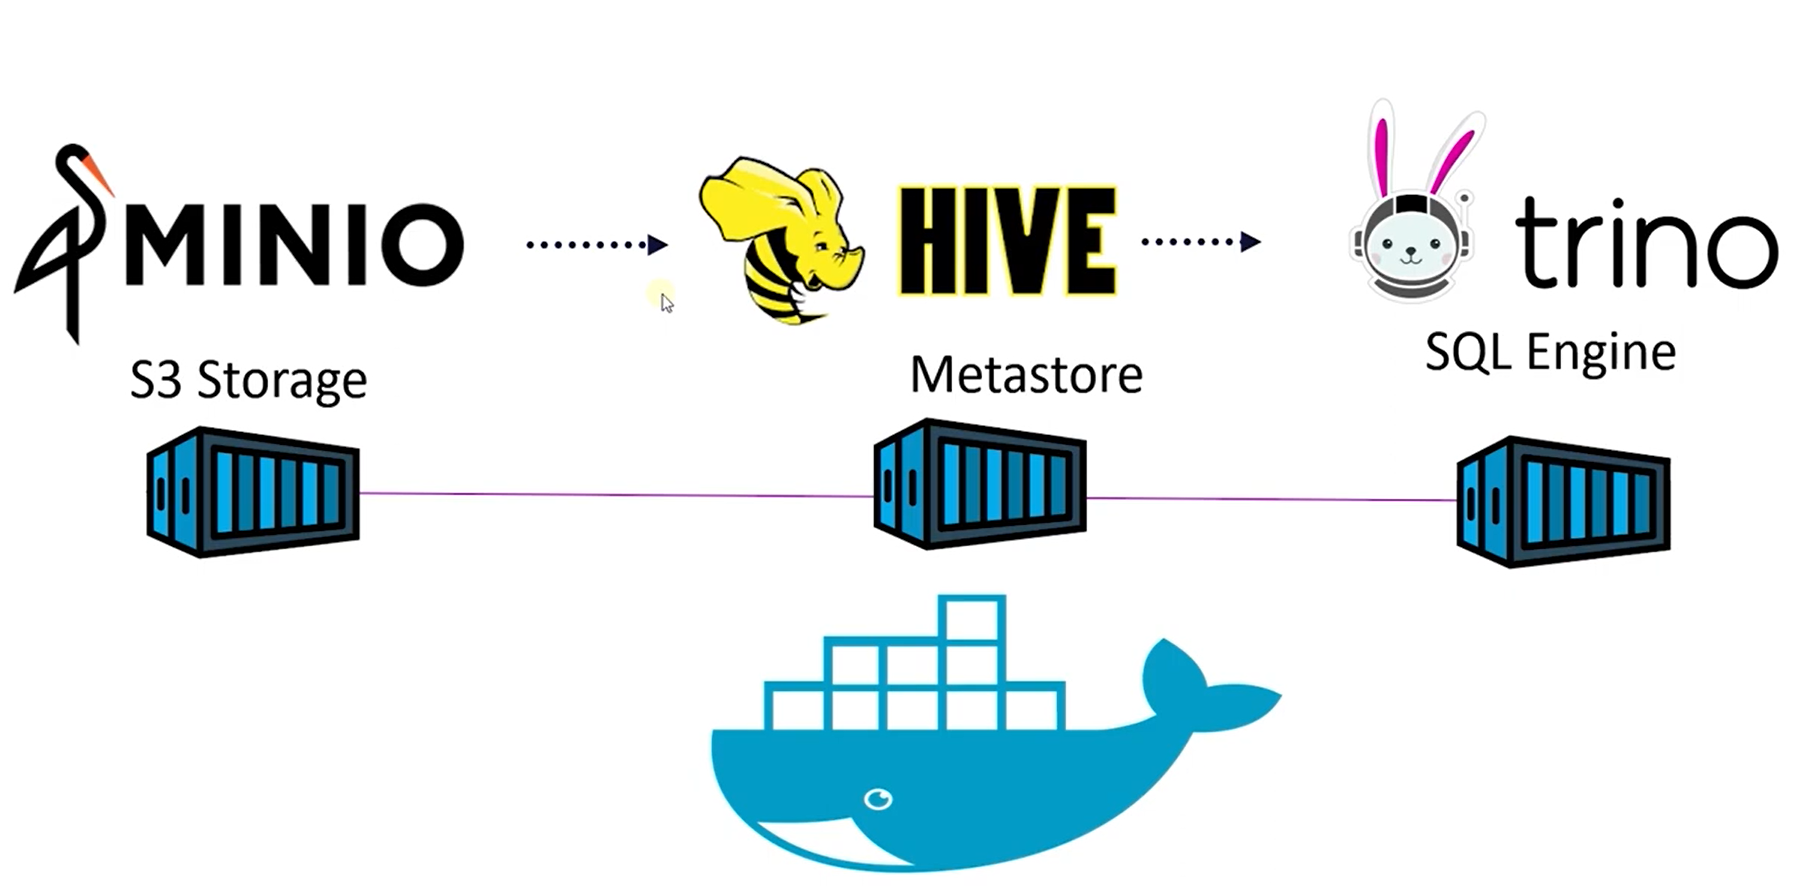 MINIO
HIVE
trino
S3 Storage
Metastore
SQL Engine